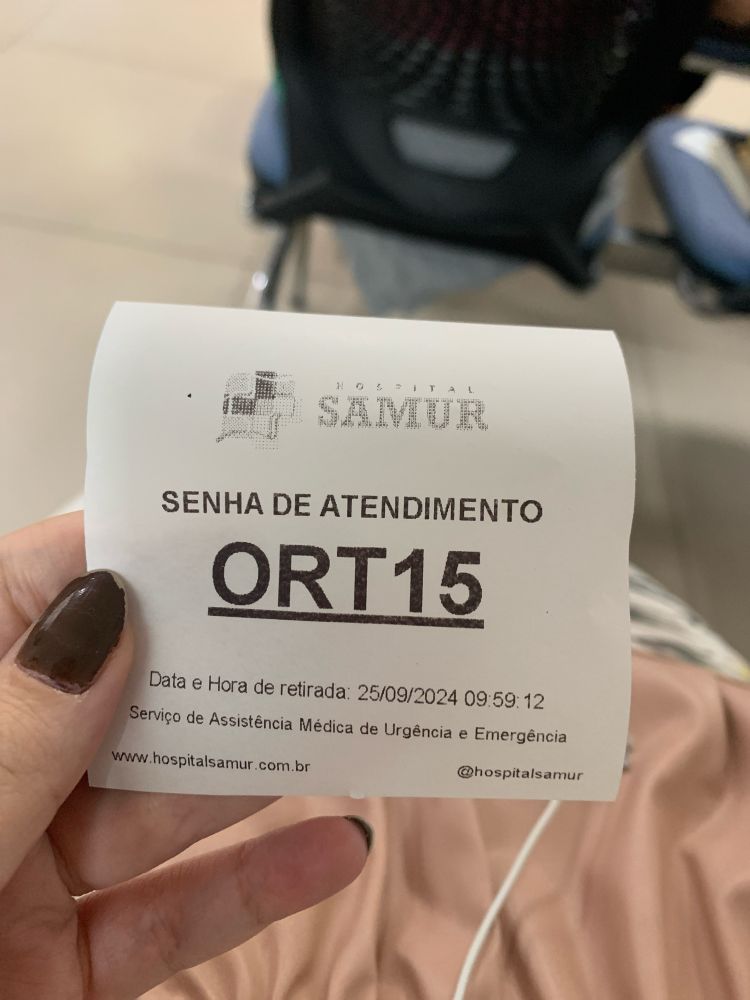 HOSPITAL
SAMUR
SENHA DE ATENDIMENTO
ORT15
Data e Hora de retirada: 25/09/2024 09:59:12
Serviço de Assistência Médica de Urgência e Emergência
www.hospitalsamur.com.br @hospitalsamur